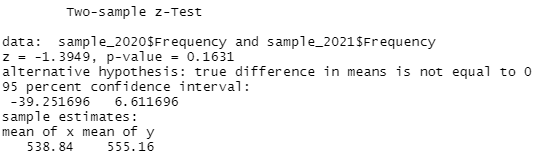 Two-sample z-Test
data:  sample_2020$Frequency and sample_2021$Frequency
z = -1.3949, p-value = 0.1631
alternative hypothesis: true difference in means is not equal to 0
95 percent confidence interval:
 -39.251696   6.611696
sample estimates:
mean of x mean of y
   538.84    555.16